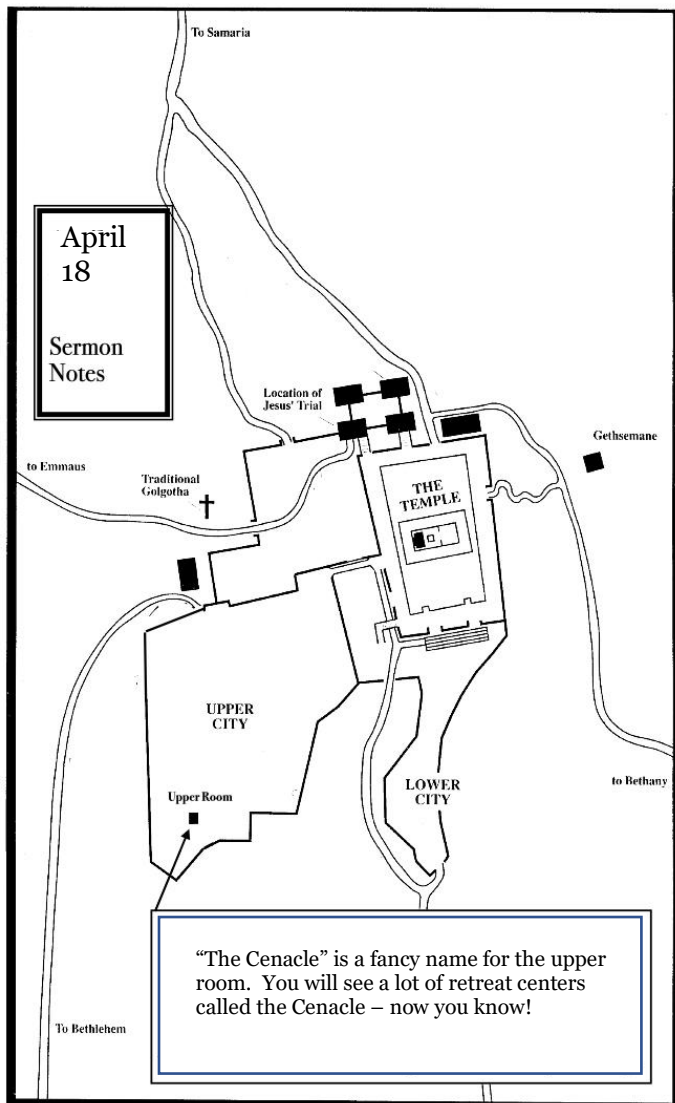 To Samaria
April
18
Sermon
Notes
Location of
Jesus' Trial
Gethsemane
to Emmaus
Traditional
Golgotha
THE
TEMPLE
UPPER
CITY
Upper Room
LOWER
CITY
to Bethany
“The Cenacle” is a fancy name for the upper
room.  You will see a lot of retreat centers
called the Cenacle – now you know!
To Bethlehem